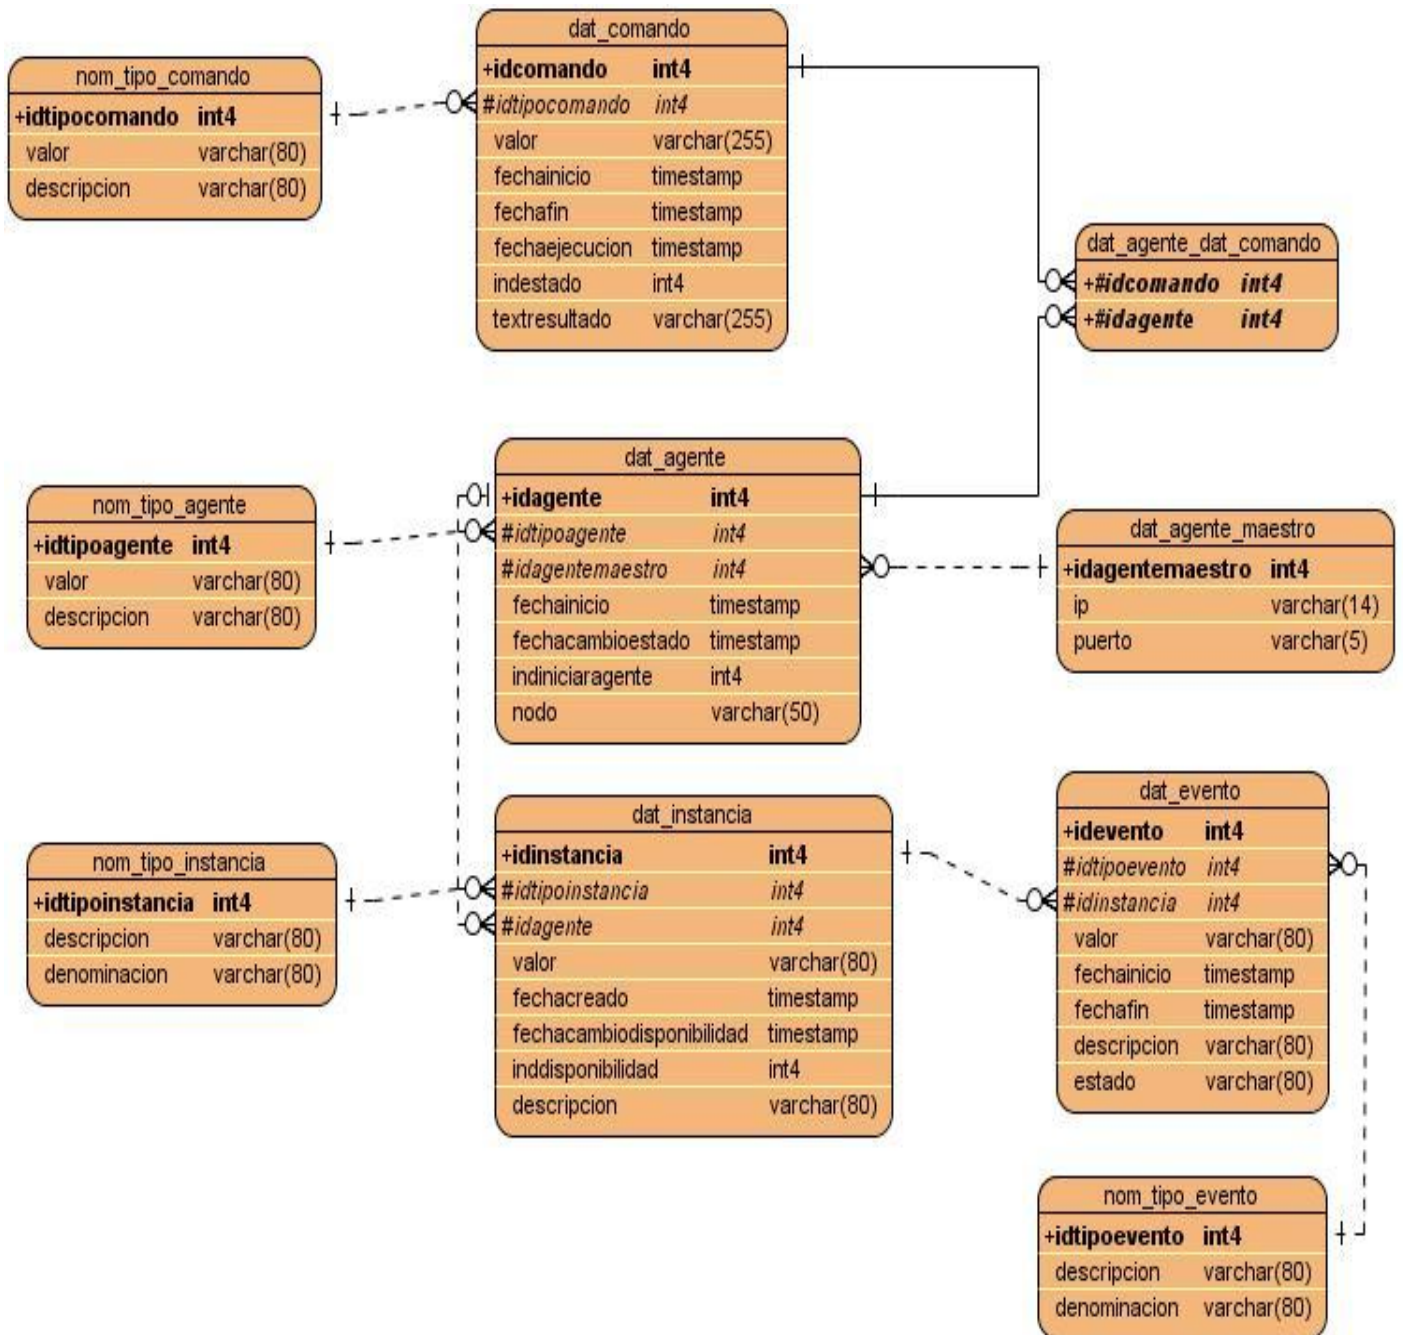 dat_comando
+idcomando int4
#idtipocomando int4
valor varchar(255)
fechainicio timestamp
fechafin timestamp
fechaejecucion timestamp
indestado int4
textresultado varchar(255)
nom_tipo_comando
+idtipocomando int4
valor varchar(80)
descripcion varchar(80)
dat_agente_dat_comando
+#idcomando int4
+#idagente int4
dat_agente
+idagente int4
#idtipoagente int4
#idagentemaestro int4
fechainicio timestamp
fechacambioestado timestamp
indiniciaragente int4
nodo varchar(50)
nom_tipo_agente
+idtipoagente int4
valor varchar(80)
descripcion varchar(80)
dat_agente_maestro
+idagentemaestro int4
ip varchar(14)
puerto varchar(5)
dat_instancia
+idinstancia int4
#idtipoinstancia int4
#idagente int4
valor varchar(80)
fechacreado timestamp
fechacambiodisponibilidad timestamp
inddisponibilidad int4
descripcion varchar(80)
nom_tipo_instancia
+idtipoinstancia int4
descripcion varchar(80)
denominacion varchar(80)
dat_evento
+idevento int4
#idtipoevento int4
#idinstancia int4
valor varchar(80)
fechainicio timestamp
fechafin timestamp
descripcion varchar(80)
estado varchar(80)
nom_tipo_evento
+idtipoevento int4
descripcion varchar(80)
denominacion varchar(80)